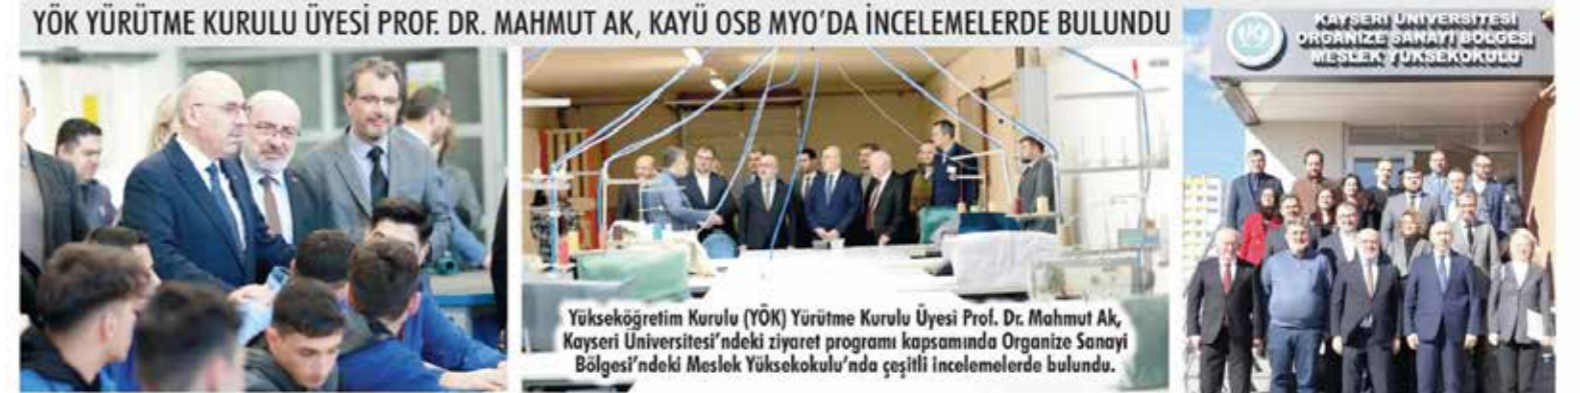 YÖK YÜRÜTME KURULU ÜYESİ PROF. DR. MAHMUT AK, KAYÜ OSB MYO'DA İNCELEMELERDE BULUNDU
KAYSERİ ÜNİVERSİTESİ
ORGANİZE SANAYİ BÖLGESİ
MESLEK YÜKSEKOKULU
Yükseköğretim Kurulu (YÖK) Yürütme Kurulu Üyesi Prof. Dr. Mahmut Ak,
Kayseri Üniversitesi'ndeki ziyaret programı kapsamında Organize Sanayi
Bölgesi'ndeki Meslek Yüksekokulu'nda çeşitli incelemelerde bulundu.